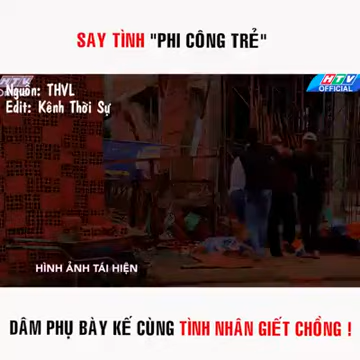 SAY TÌNH "PHI CÔNG TRẺ"
HTV
Nguồn: THVL
Edit: Kênh Thời Sự
HTV
OFFICIAL
HÌNH ẢNH TÁI HIỆN
DÂM PHỤ BÀY KẾ CÙNG TÌNH NHÂN GIẾT CHỒNG !